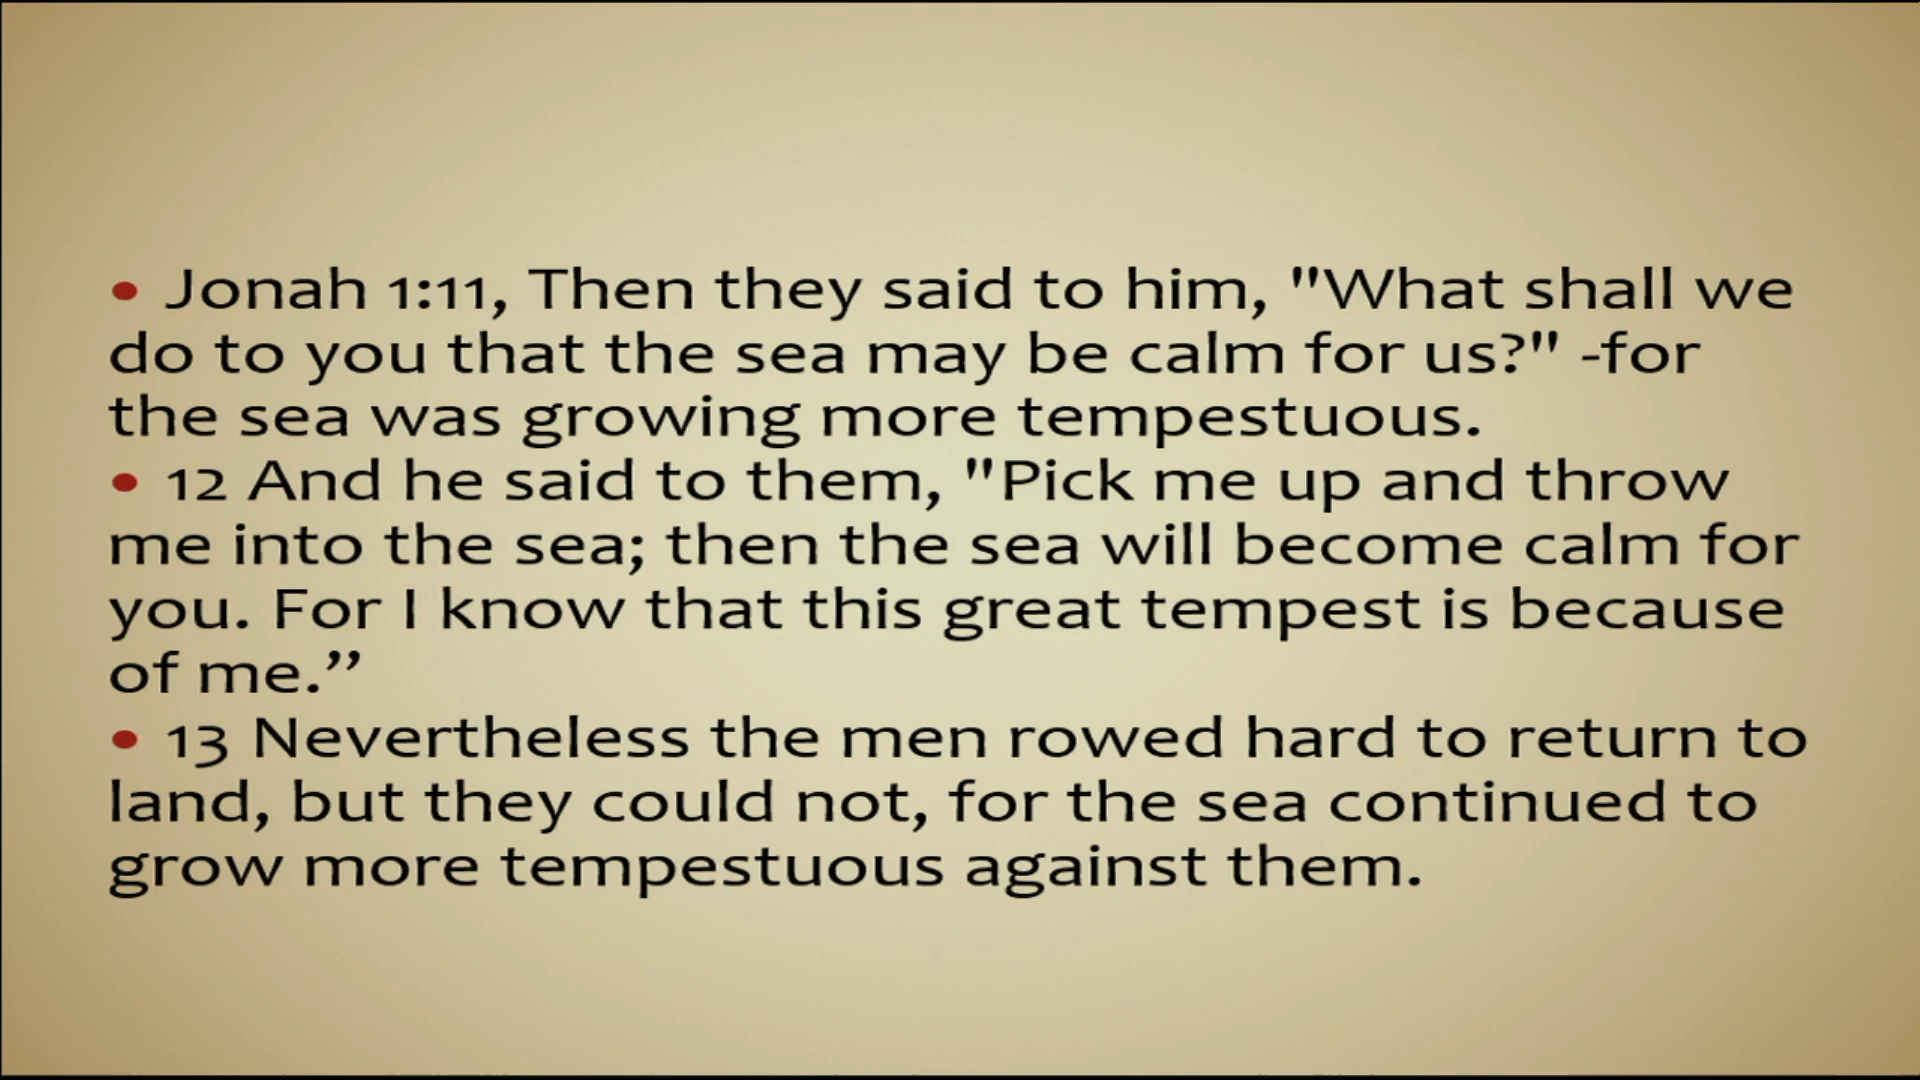 • Jonah 1:11, Then they said to him, "What shall we
do to you that the sea may be calm for us?" -for
the sea was growing more tempestuous.
• 12 And he said to them, "Pick me up and throw
me into the sea; then the sea will become calm for
you. For I know that this great tempest is because
of me.”
• 13 Nevertheless the men rowed hard to return to
land, but they could not, for the sea continued to
grow more tempestuous against them.